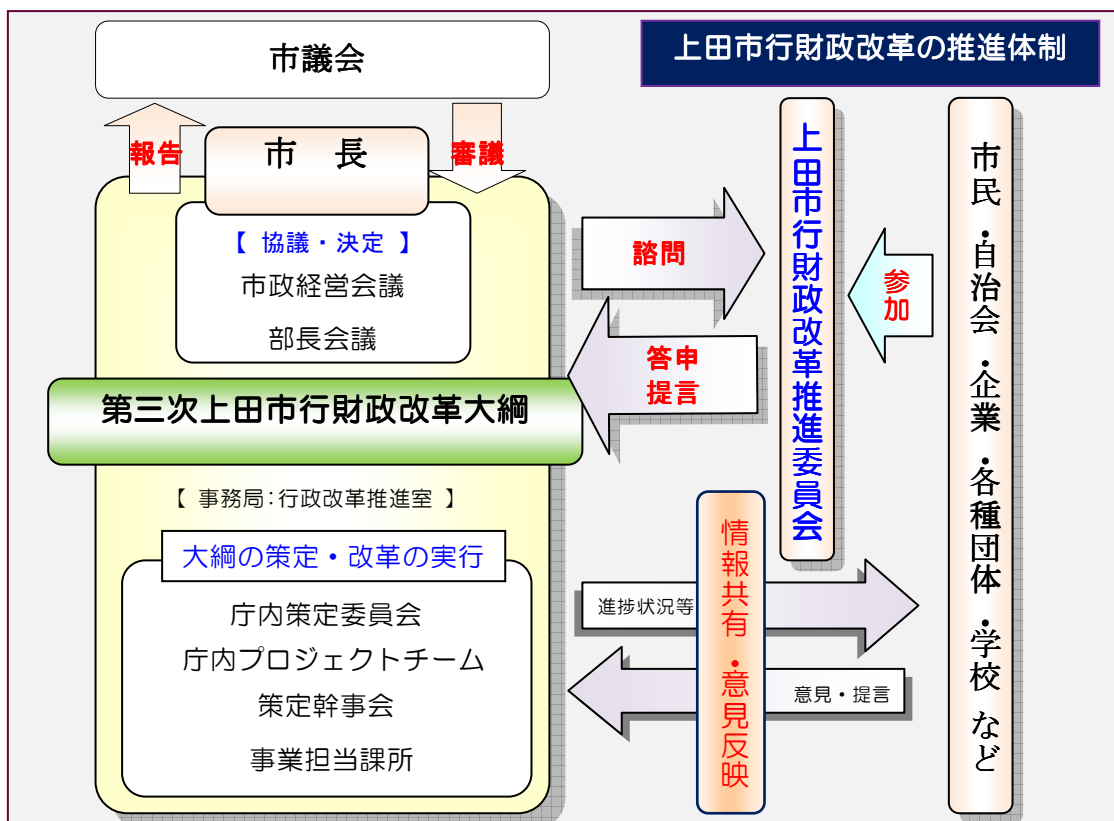 上田市行財政改革の推進体制
市議会
報告
審議
市 長
【 協議・決定 】
市政経営会議
部長会議
第三次上田市行財政改革大綱
【 事務局:行政改革推進室 】
大綱の策定・改革の実行
庁内策定委員会
庁内プロジェクトチーム
策定幹事会
事業担当課所
諮問
答申
提言
上田市行財政改革推進委員会
参加
市民・自治会・企業・各種団体・学校 など
情報共有・意見反映
進捗状況等
意見・提言